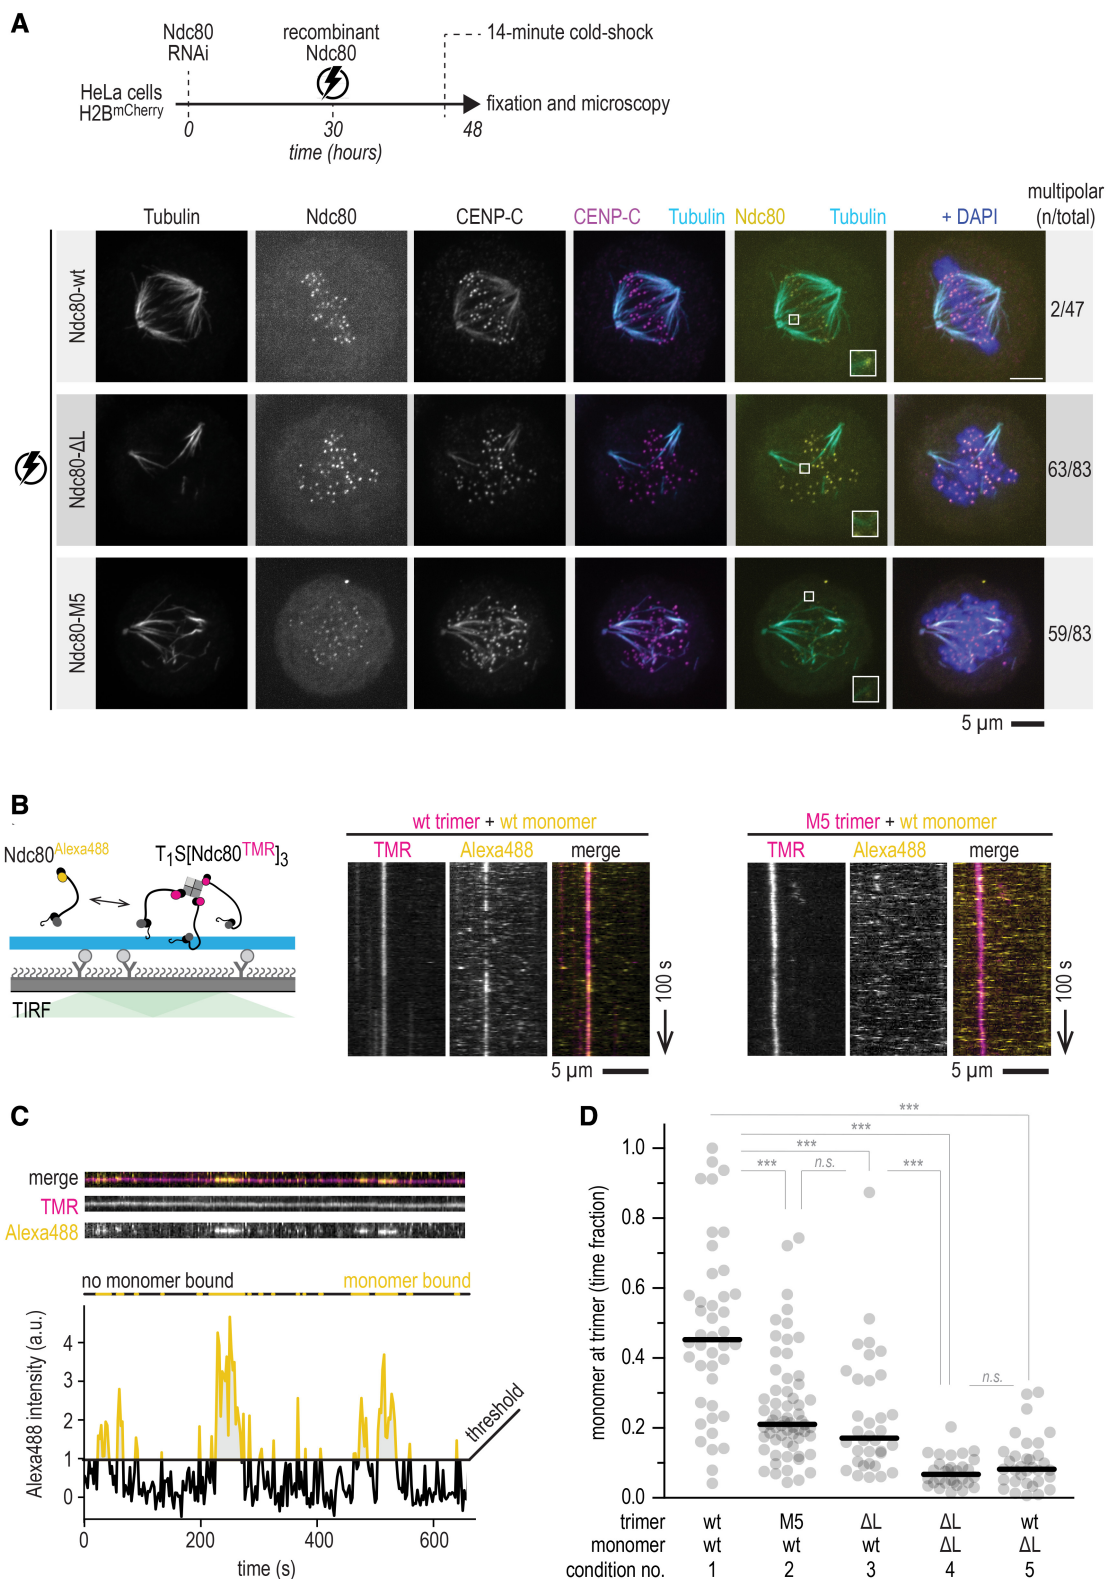 A
Ndc80 RNAi
recombinant Ndc80
14-minute cold-shock
HeLa cells H2BmCherry
fixation and microscopy
0
30
48
time (hours)
multipolar (n/total)
Tubulin
Ndc80
CENP-C
CENP-C Tubulin
Ndc80 Tubulin
+ DAPI
Ndc80-wt
2/47
Ndc80-ΔL
63/83
Ndc80-M5
59/83
5 µm
B
Ndc80Alexa488
T1S[Ndc80TMR]3
TIRF
wt trimer + wt monomer
TMR
Alexa488
merge
100 s
5 µm
M5 trimer + wt monomer
TMR
Alexa488
merge
100 s
5 µm
C
merge
TMR
Alexa488
no monomer bound
monomer bound
Alexa488 intensity (a.u.)
4
3
2
1
0
threshold
0 200 400 600
time (s)
D
***
***
***
*** n.s. ***
n.s.
monomer at trimer (time fraction)
1.0
0.8
0.6
0.4
0.2
0.0
trimer wt M5 ΔL ΔL wt
monomer wt wt wt ΔL ΔL
condition no. 1 2 3 4 5